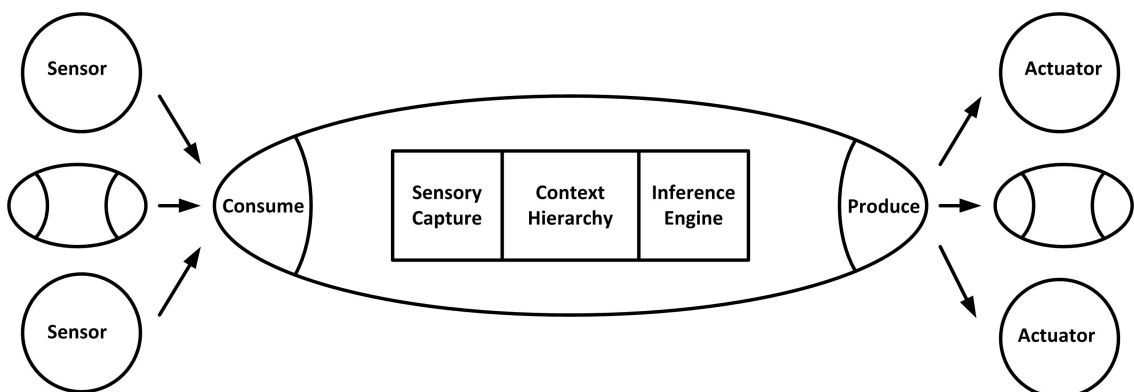 Sensor
Actuator
Consume
Sensory
Capture
Context
Hierarchy
Inference
Engine
Produce
Sensor
Actuator